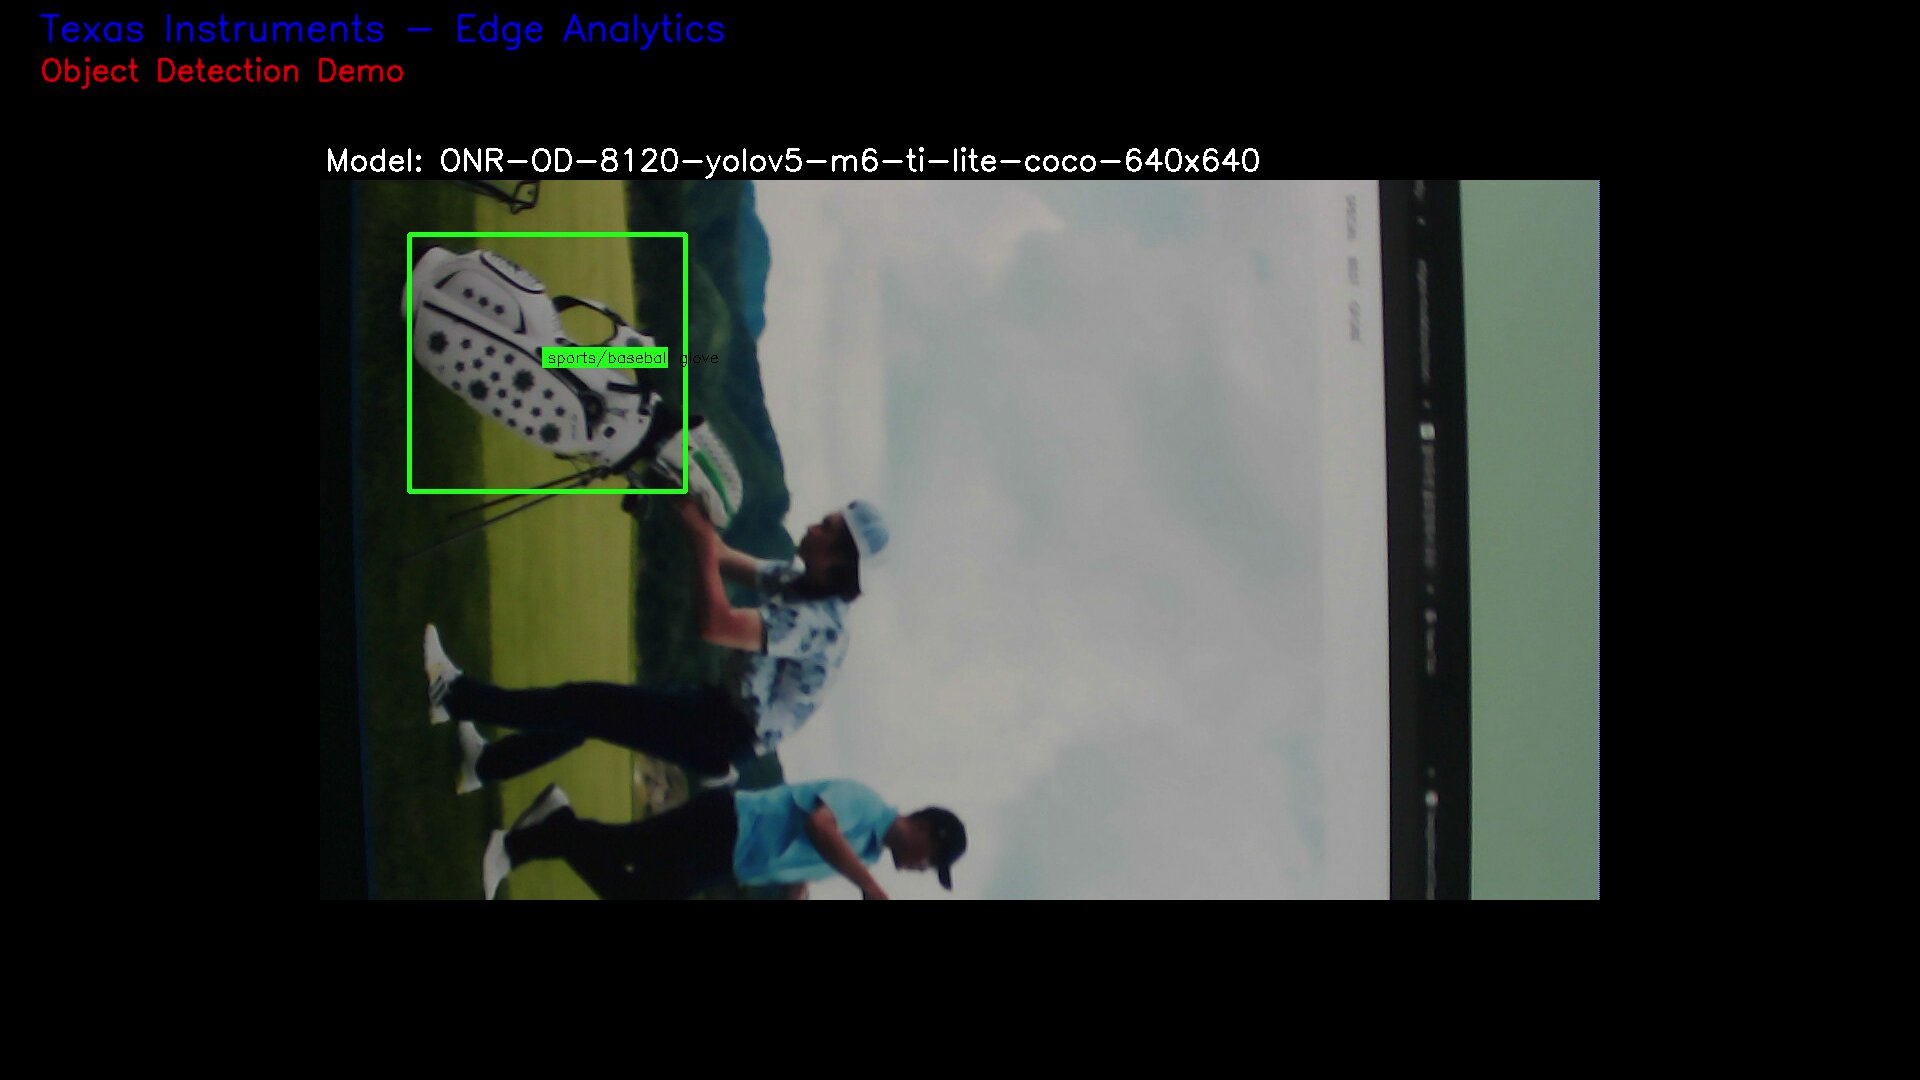 Texas Instruments - Edge Analytics
Object Detection Demo
Model: ONR-OD-8120-yolov5-m6-ti-lite-coco-640x640
sports/baseball glove